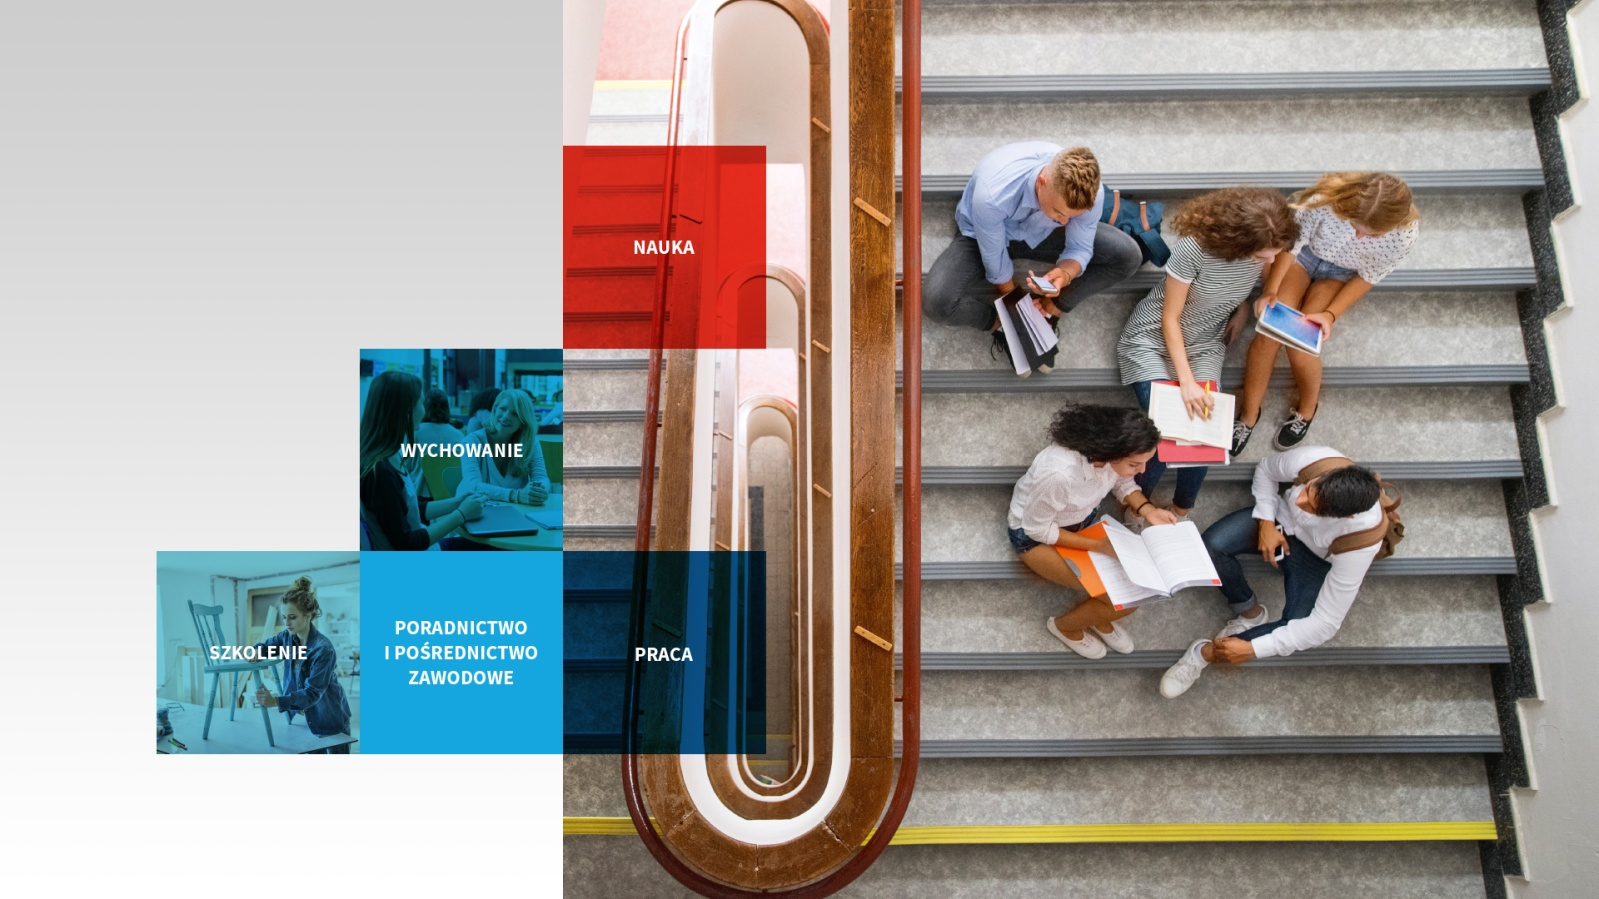 NAUKA
WYCHOWANIE
SZKOLENIE
PORADNICTWO
I POŚREDNICTWO
ZAWODOWE
PRACA